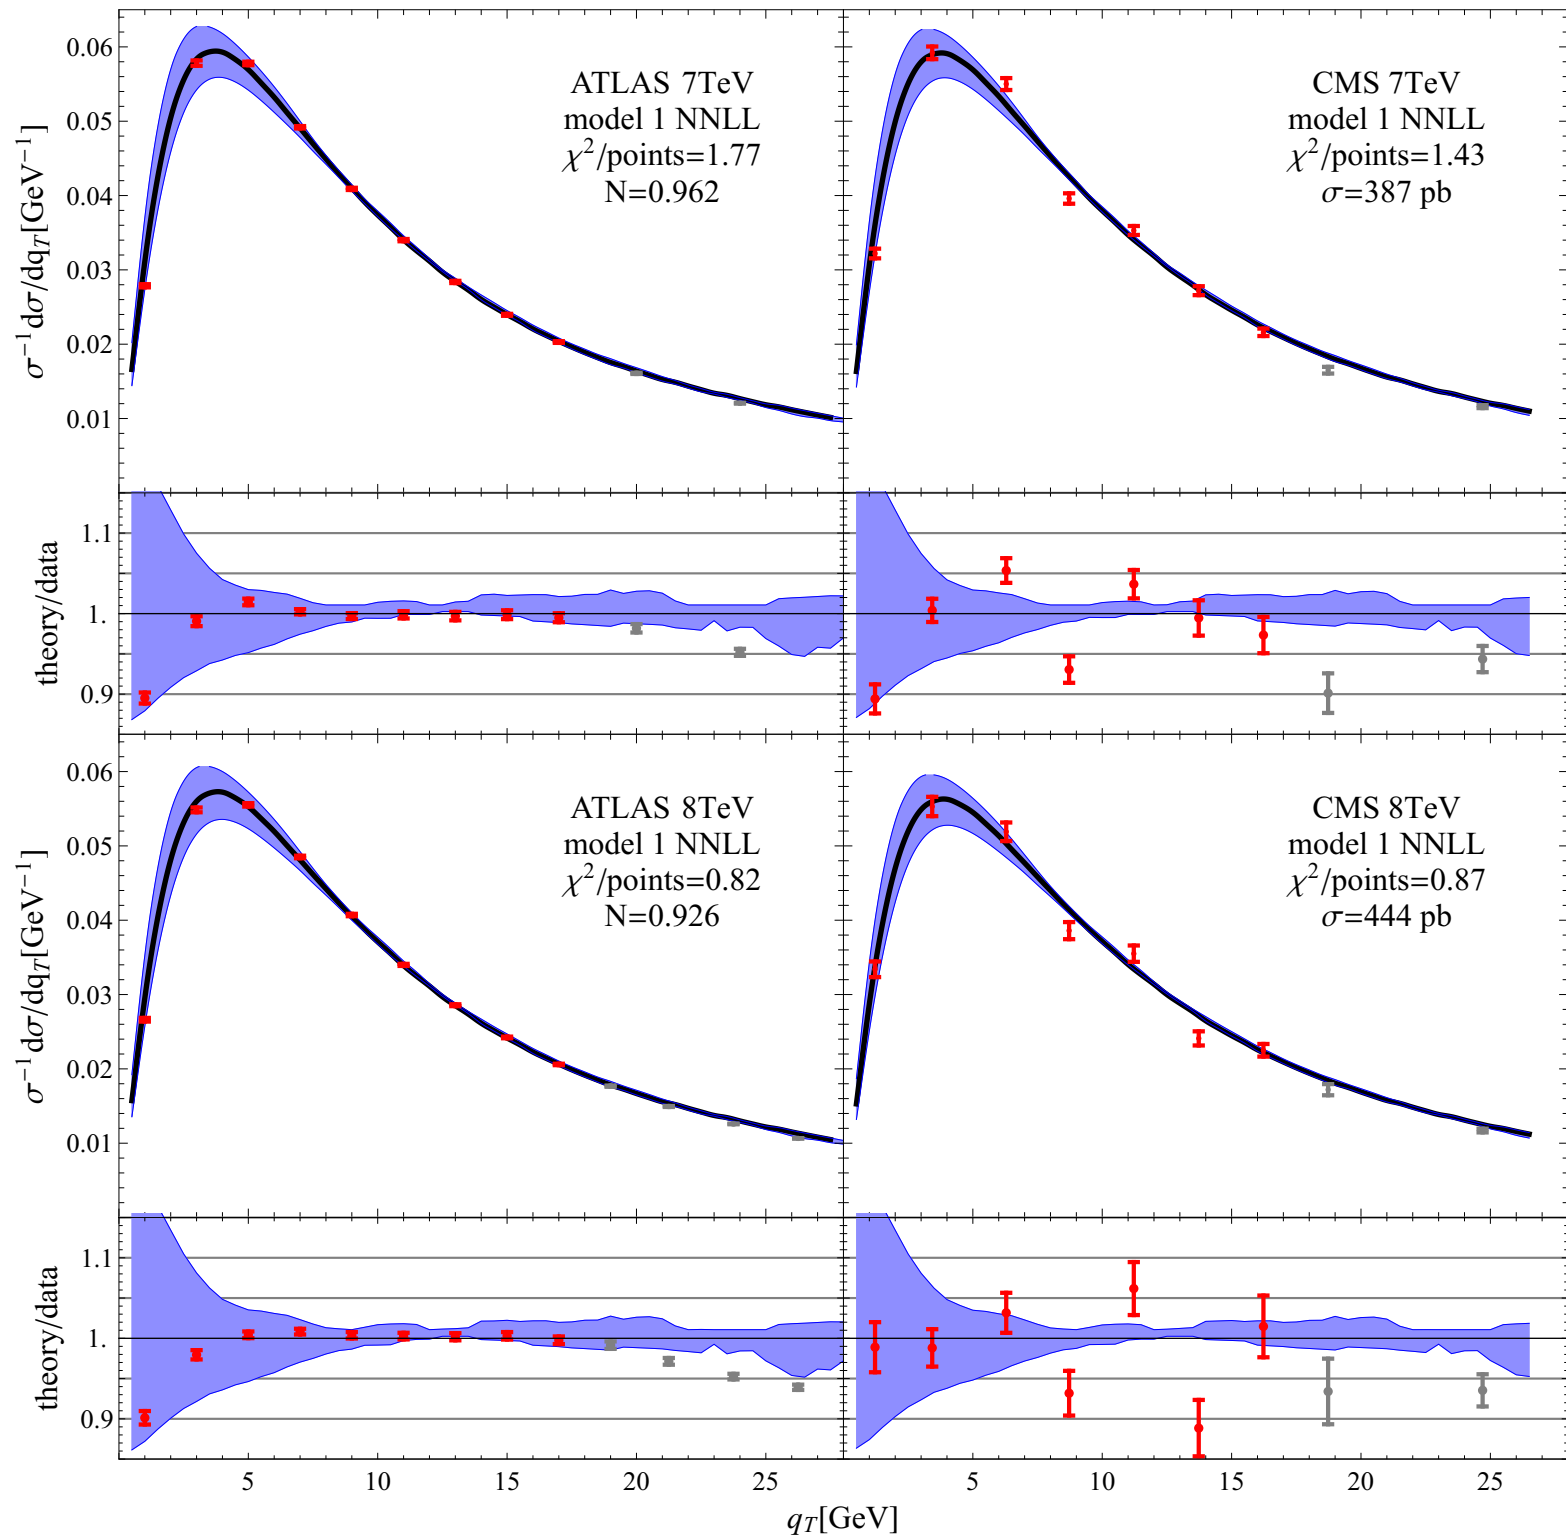 0.06
0.05
0.04
0.03
0.02
0.01
σ⁻¹dσ/dq_T[GeV⁻¹]
ATLAS 7TeV
model 1 NNLL
χ²/points=1.77
N=0.962
CMS 7TeV
model 1 NNLL
χ²/points=1.43
σ=387 pb
1.1
1.
0.9
theory/data
0.06
0.05
0.04
0.03
0.02
0.01
σ⁻¹dσ/dq_T[GeV⁻¹]
ATLAS 8TeV
model 1 NNLL
χ²/points=0.82
N=0.926
CMS 8TeV
model 1 NNLL
χ²/points=0.87
σ=444 pb
1.1
1.
0.9
theory/data
5 10 15 20 25 5 10 15 20 25
q_T[GeV]